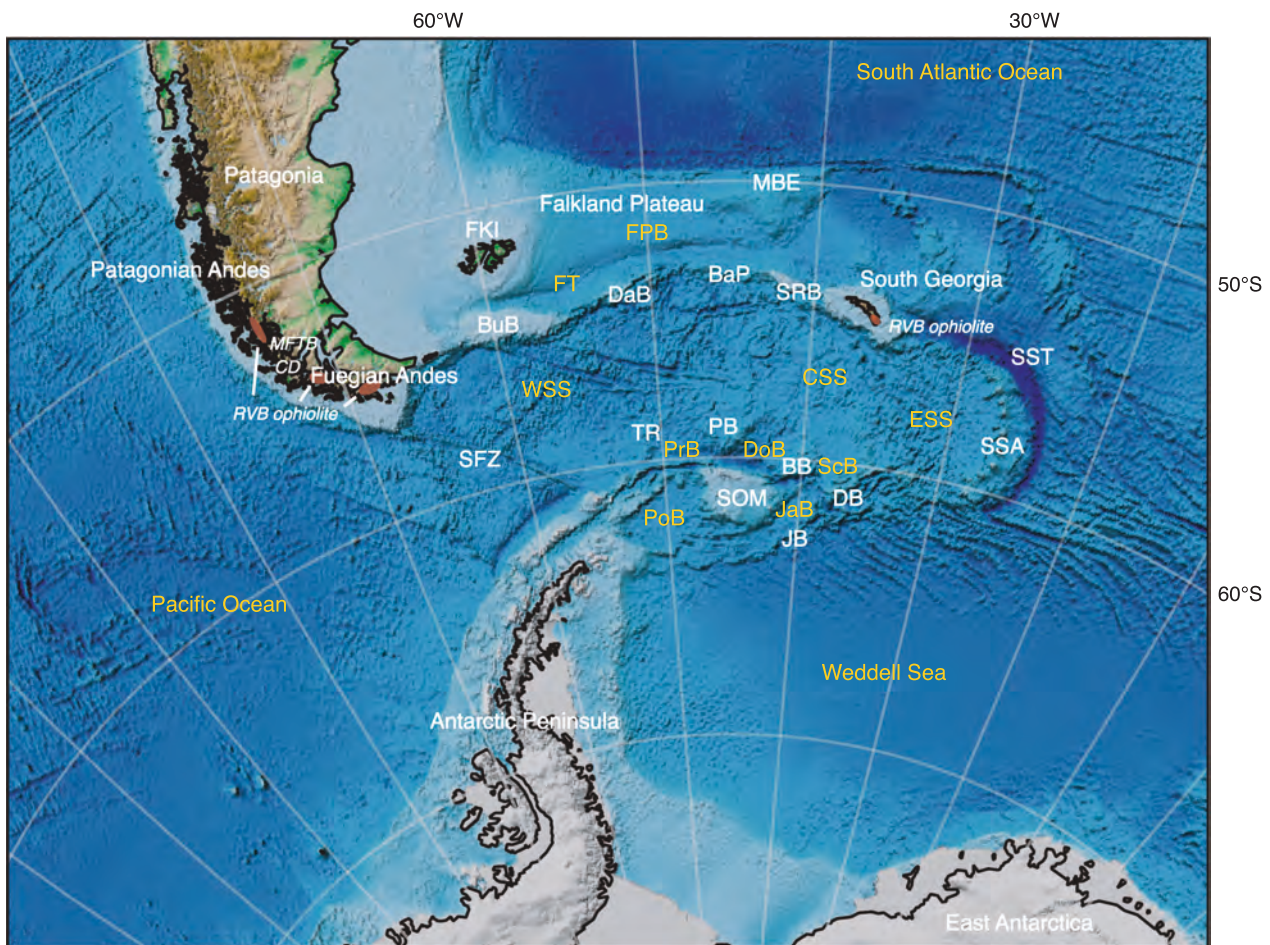 60°W
30°W
South Atlantic Ocean
Patagonia
MBE
Falkland Plateau
FKI
FPB
Patagonian Andes
FT
DaB
BaP
SRB
South Georgia
50°S
BuB
RVB ophiolite
MFTB
CD
SST
Fuegian Andes
WSS
CSS
RVB ophiolite
ESS
TR
PB
SFZ
PrB
DoB
SSA
BB
ScB
SOM
DB
JaB
PoB
JB
60°S
Pacific Ocean
Weddell Sea
Antarctic Peninsula
East Antarctica